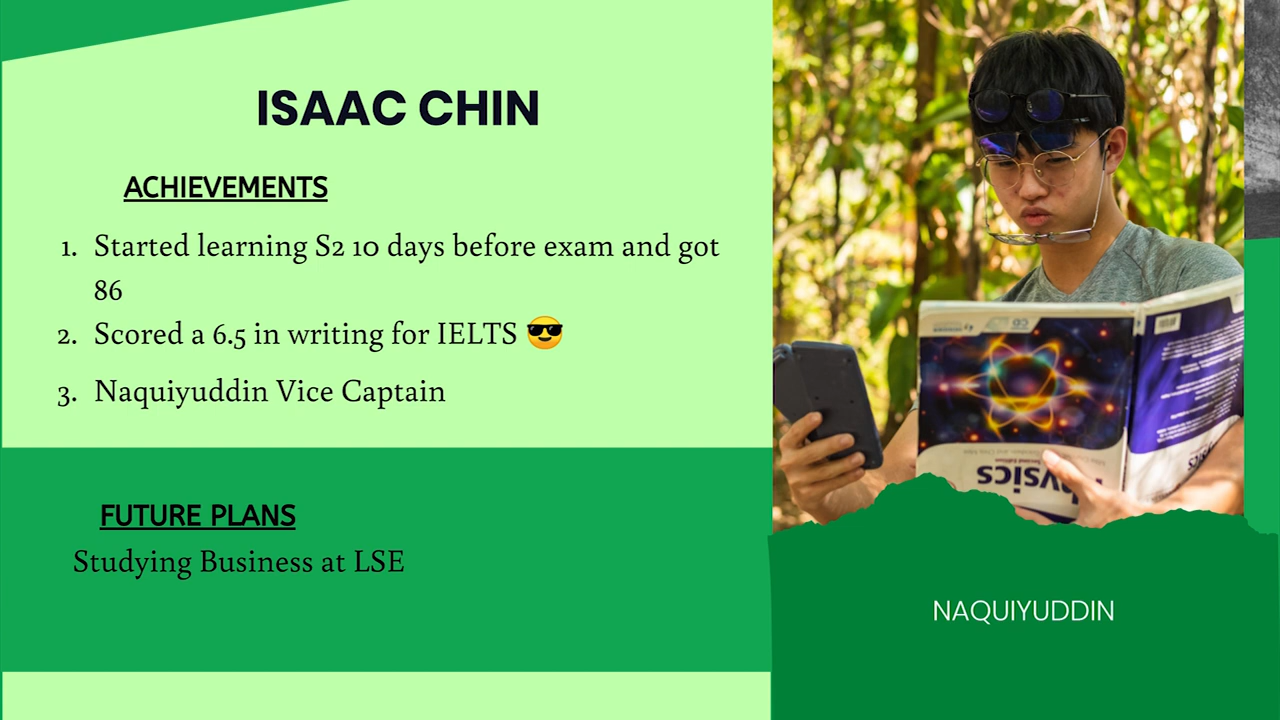 ISAAC CHIN
ACHIEVEMENTS
1. Started learning S2 10 days before exam and got
86
2. Scored a 6.5 in writing for IELTS 😎
3. Naquiyuddin Vice Captain
FUTURE PLANS
Studying Business at LSE
Physics
NAQUIYUDDIN